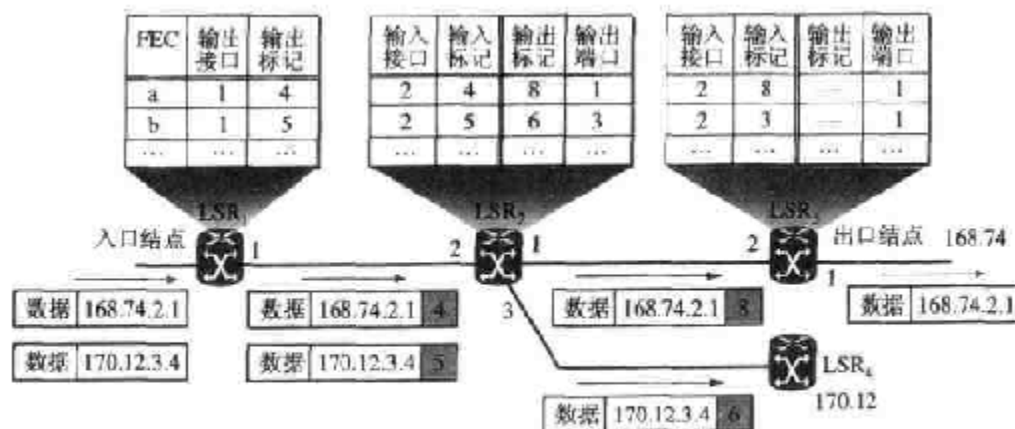 FEC 输出接口 输出标记
a 1 4
b 1 5
… … …
输入接口 输入标记 输出标记 输出端口
2 4 8 1
2 5 6 3
… … … …
输入接口 输入标记 输出标记 输出端口
2 8 — 1
2 3 — 1
… … … …
LSR₁
LSR₂
LSR₃
入口结点
1
2
1
3
2
1
出口结点
168.74
数据 168.74.2.1
数据 168.74.2.1 4
数据 168.74.2.1 8
数据 168.74.2.1
数据 170.12.3.4
数据 170.12.3.4 5
LSR₄
170.12
数据 170.12.3.4 6